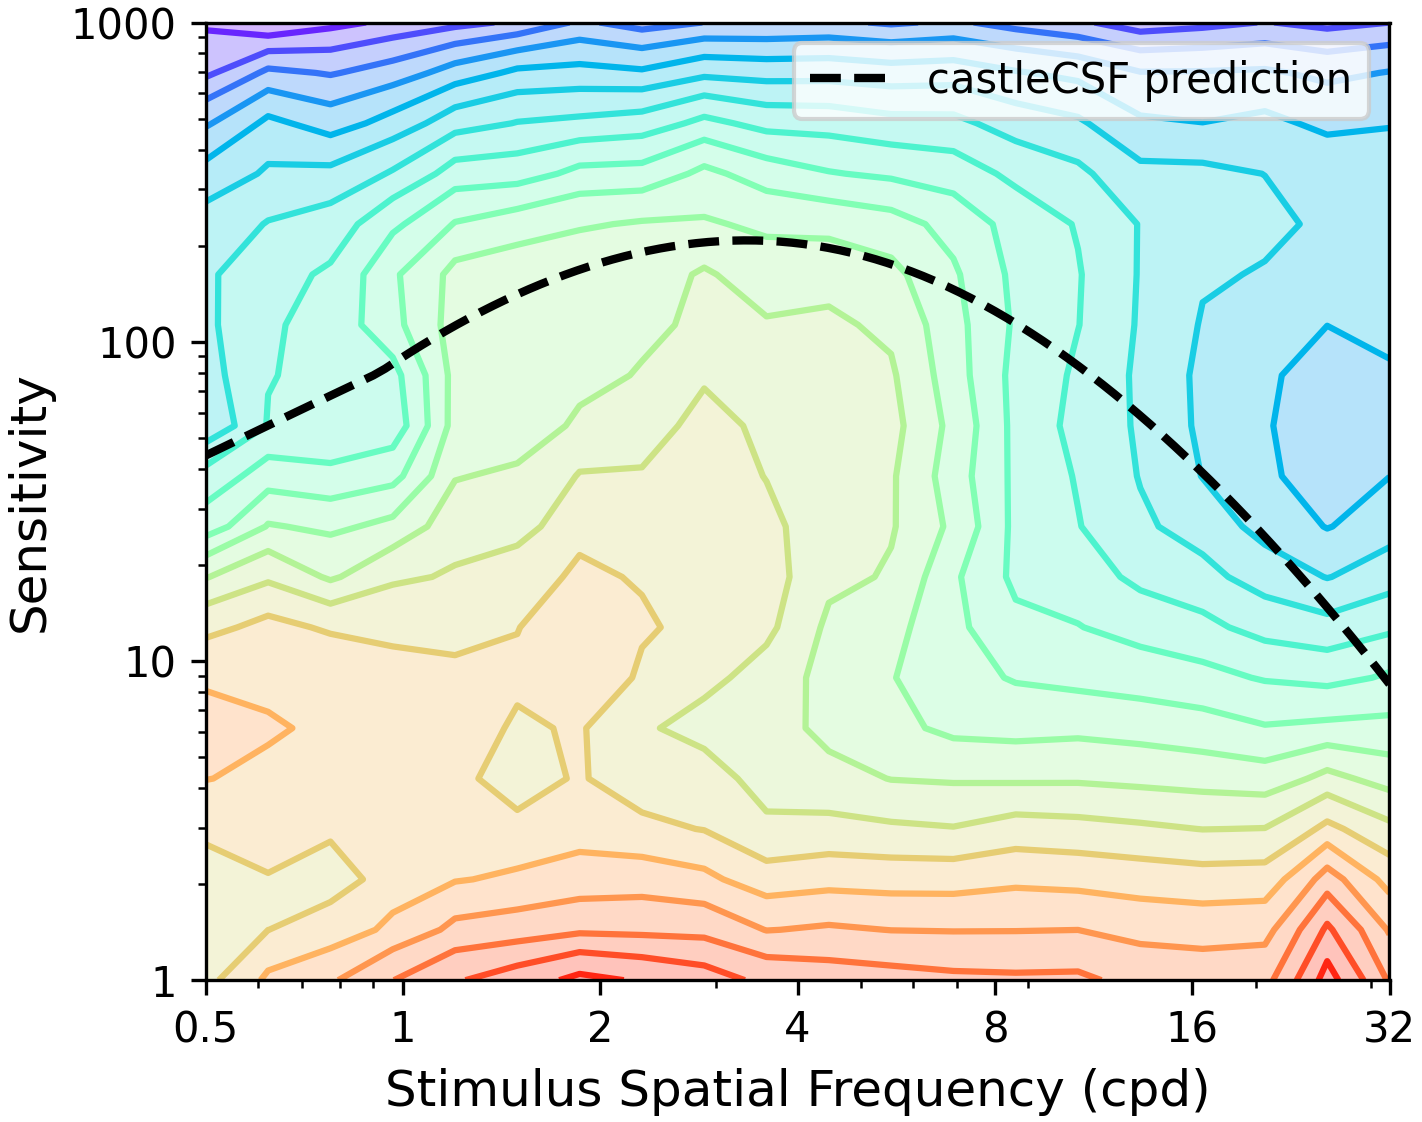 1000
100
10
1
Sensitivity
castleCSF prediction
0.5 1 2 4 8 16 32
Stimulus Spatial Frequency (cpd)